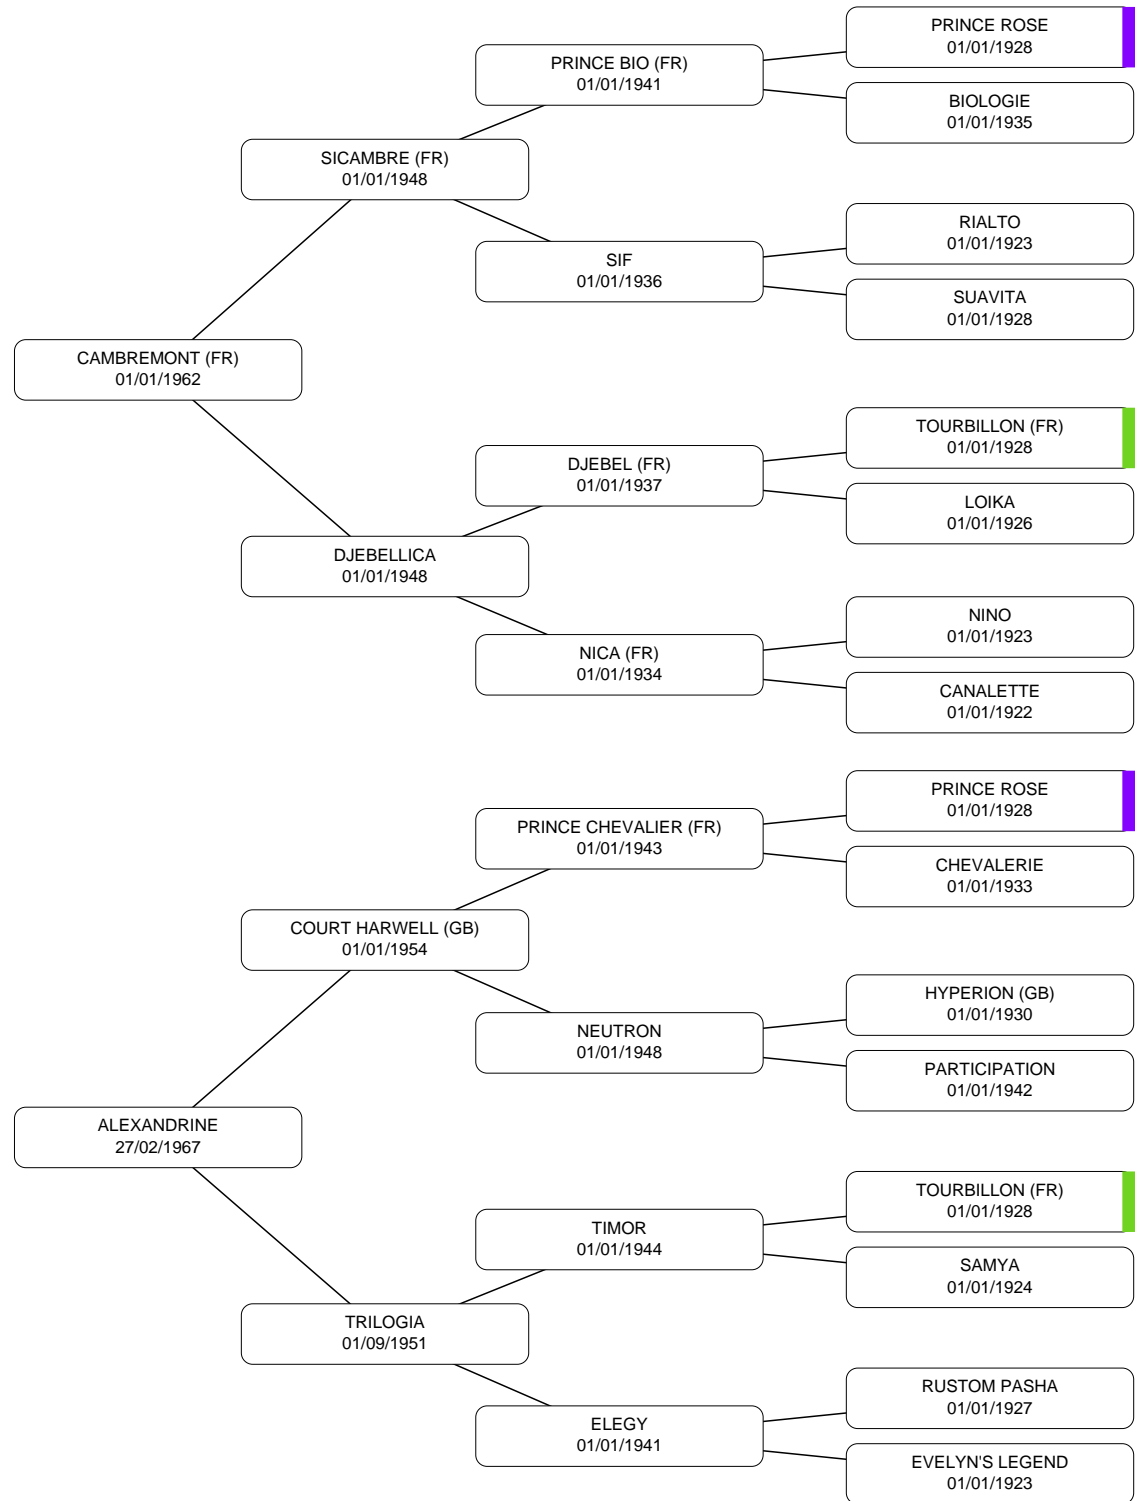 PRINCE ROSE
01/01/1928
PRINCE BIO (FR)
01/01/1941
BIOLOGIE
01/01/1935
SICAMBRE (FR)
01/01/1948
RIALTO
01/01/1923
SIF
01/01/1936
SUAVITA
01/01/1928
CAMBREMONT (FR)
01/01/1962
TOURBILLON (FR)
01/01/1928
DJEBEL (FR)
01/01/1937
LOIKA
01/01/1926
DJEBELLICA
01/01/1948
NINO
01/01/1923
NICA (FR)
01/01/1934
CANALETTE
01/01/1922
PRINCE ROSE
01/01/1928
PRINCE CHEVALIER (FR)
01/01/1943
CHEVALERIE
01/01/1933
COURT HARWELL (GB)
01/01/1954
HYPERION (GB)
01/01/1930
NEUTRON
01/01/1948
PARTICIPATION
01/01/1942
ALEXANDRINE
27/02/1967
TOURBILLON (FR)
01/01/1928
TIMOR
01/01/1944
SAMYA
01/01/1924
TRILOGIA
01/09/1951
RUSTOM PASHA
01/01/1927
ELEGY
01/01/1941
EVELYN'S LEGEND
01/01/1923